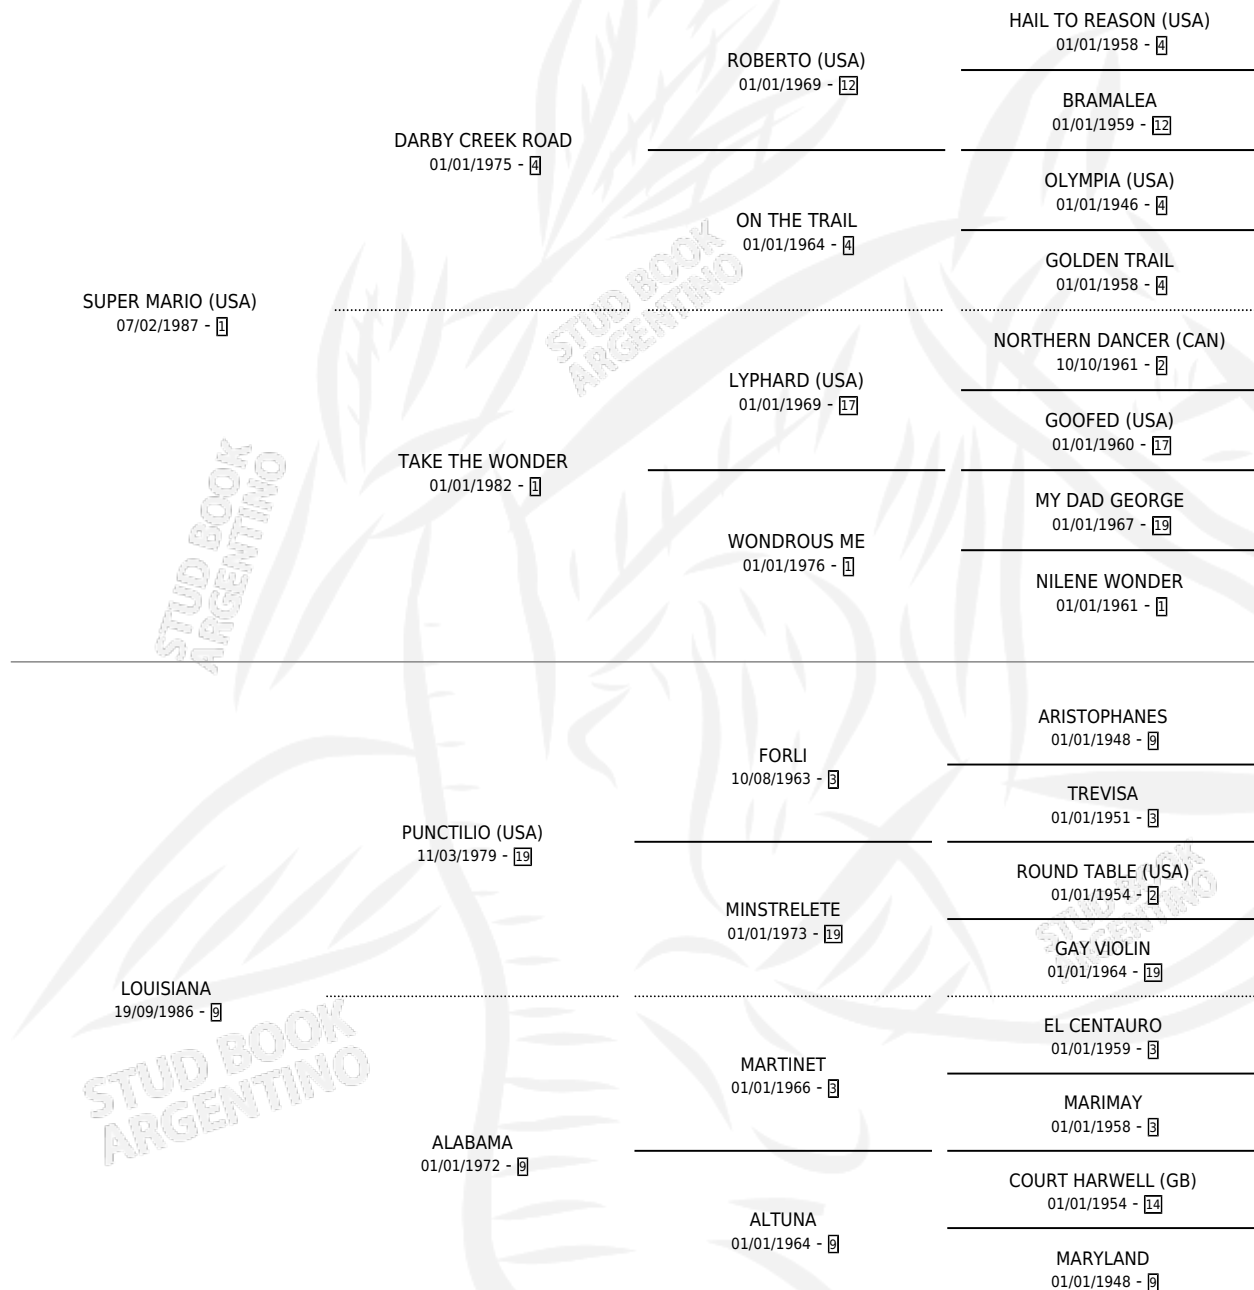 HAIL TO REASON (USA)
01/01/1958 - 4
ROBERTO (USA)
01/01/1969 - 12
BRAMALEA
01/01/1959 - 12
DARBY CREEK ROAD
01/01/1975 - 4
OLYMPIA (USA)
01/01/1946 - 4
ON THE TRAIL
01/01/1964 - 4
GOLDEN TRAIL
01/01/1958 - 4
SUPER MARIO (USA)
07/02/1987 - 1
NORTHERN DANCER (CAN)
10/10/1961 - 2
LYPHARD (USA)
01/01/1969 - 17
GOOFED (USA)
01/01/1960 - 17
TAKE THE WONDER
01/01/1982 - 1
MY DAD GEORGE
01/01/1967 - 19
WONDROUS ME
01/01/1976 - 1
NILENE WONDER
01/01/1961 - 1
ARISTOPHANES
01/01/1948 - 9
FORLI
10/08/1963 - 3
TREVISA
01/01/1951 - 3
PUNCTILIO (USA)
11/03/1979 - 19
ROUND TABLE (USA)
01/01/1954 - 2
MINSTRELETE
01/01/1973 - 19
GAY VIOLIN
01/01/1964 - 19
LOUISIANA
19/09/1986 - 9
EL CENTAURO
01/01/1959 - 3
MARTINET
01/01/1966 - 3
MARIMAY
01/01/1958 - 3
ALABAMA
01/01/1972 - 9
COURT HARWELL (GB)
01/01/1954 - 14
ALTUNA
01/01/1964 - 9
MARYLAND
01/01/1948 - 9
STUD BOOK
ARGENTINO
STUD BOOK
ARGENTINO
STUD BOOK
ARGENTINO
STUD BOOK
ARGENTINO